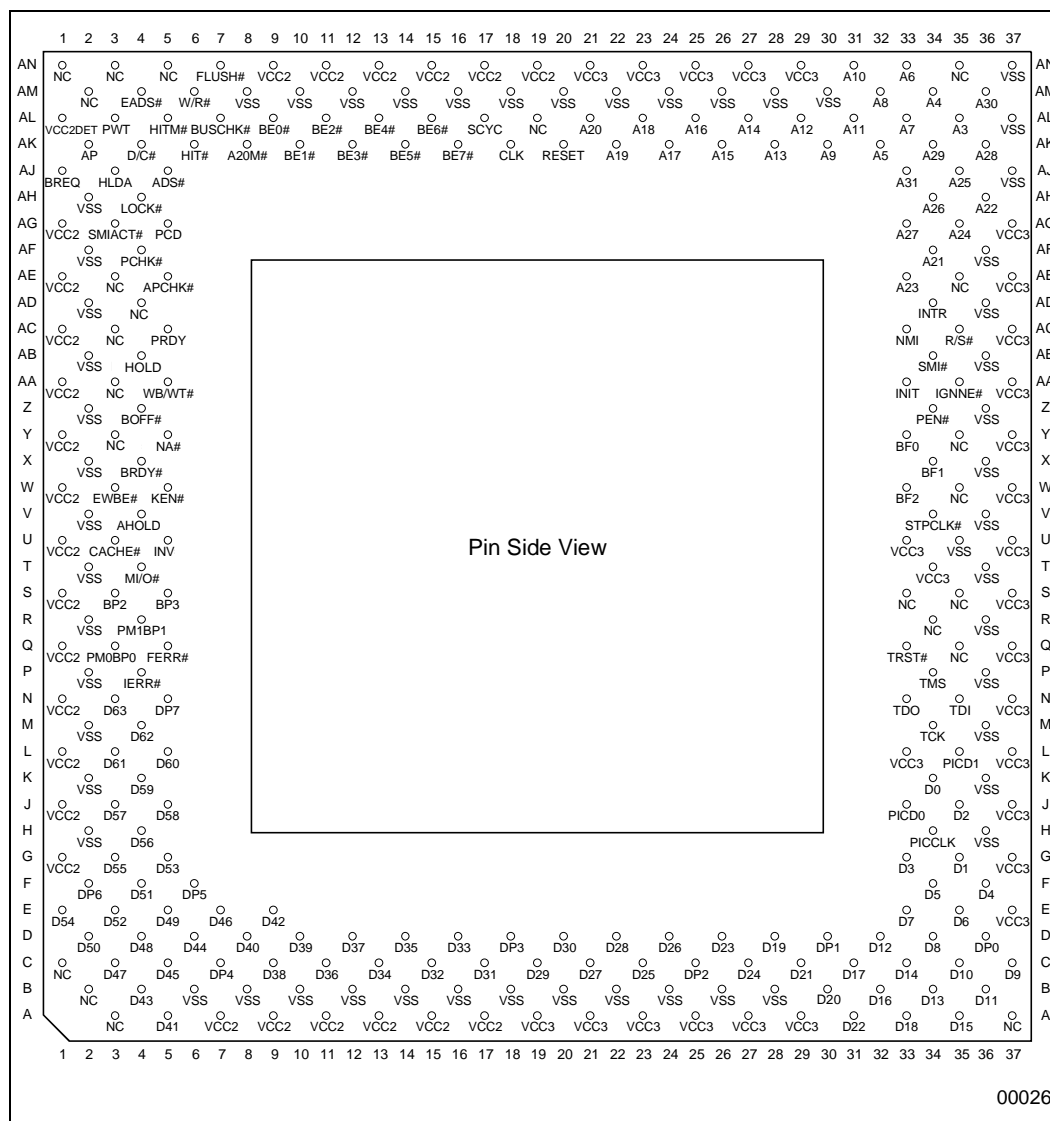 1 2 3 4 5 6 7 8 9 10 11 12 13 14 15 16 17 18 19 20 21 22 23 24 25 26 27 28 29 30 31 32 33 34 35 36 37
AN NC NC NC FLUSH# VCC2 VCC2 VCC2 VCC2 VCC2 VCC2 VCC3 VCC3 VCC3 VCC3 VCC3 A10 A6 NC VSS AN
AM NC EADS# W/R# VSS VSS VSS VSS VSS VSS VSS VSS VSS VSS VSS VSS A8 A4 A30 AM
AL VCC2DET PWT HITM# BUSCHK# BE0# BE2# BE4# BE6# SCYC NC A20 A18 A16 A14 A12 A11 A7 A3 VSS AL
AK AP D/C# HIT# A20M# BE1# BE3# BE5# BE7# CLK RESET A19 A17 A15 A13 A9 A5 A29 A28 AK
AJ BREQ HLDA ADS# A31 A25 VSS AJ
AH VSS LOCK# A26 A22 AH
AG VCC2 SMIACT# PCD A27 A24 VCC3 AG
AF VSS PCHK# A21 VSS AF
AE VCC2 NC APCHK# A23 NC VCC3 AE
AD VSS NC INTR VSS AD
AC VCC2 NC PRDY NMI R/S# VCC3 AC
AB VSS HOLD SMI# VSS AB
AA VCC2 NC WB/WT# INIT IGNNE# VCC3 AA
Z VSS BOFF# PEN# VSS Z
Y VCC2 NC NA# BF0 NC VCC3 Y
X VSS BRDY# BF1 VSS X
W VCC2 EWBE# KEN# BF2 NC VCC3 W
V VSS AHOLD STPCLK# VSS V
Pin Side View
U VCC2 CACHE# INV VCC3 VSS VCC3 U
T VSS MI/O# VCC3 VSS T
S VCC2 BP2 BP3 NC NC VCC3 S
R VSS PM1BP1 NC VSS R
Q VCC2 PM0BP0 FERR# TRST# NC VCC3 Q
P VSS IERR# TMS VSS P
N VCC2 D63 DP7 TDO TDI VCC3 N
M VSS D62 TCK VSS M
L VCC2 D61 D60 VCC3 PICD1 VCC3 L
K VSS D59 D0 VSS K
J VCC2 D57 D58 PICD0 D2 VCC3 J
H VSS D56 PICCLK VSS H
G VCC2 D55 D53 D3 D1 VCC3 G
F DP6 D51 DP5 D5 D4 F
E D54 D52 D49 D46 D42 D7 D6 VCC3 E
D D50 D48 D44 D40 D39 D37 D35 D33 DP3 D30 D28 D26 D23 D19 DP1 D12 D8 DP0 D
C NC D47 D45 DP4 D38 D36 D34 D32 D31 D29 D27 D25 DP2 D24 D21 D17 D14 D10 D9 C
B NC D43 VSS VSS VSS VSS VSS VSS VSS VSS VSS VSS VSS VSS D20 D16 D13 D11 B
A NC D41 VCC2 VCC2 VCC2 VCC2 VCC2 VCC2 VCC3 VCC3 VCC3 VCC3 VCC3 VCC3 D22 D18 D15 NC A
1 2 3 4 5 6 7 8 9 10 11 12 13 14 15 16 17 18 19 20 21 22 23 24 25 26 27 28 29 30 31 32 33 34 35 36 37
00026